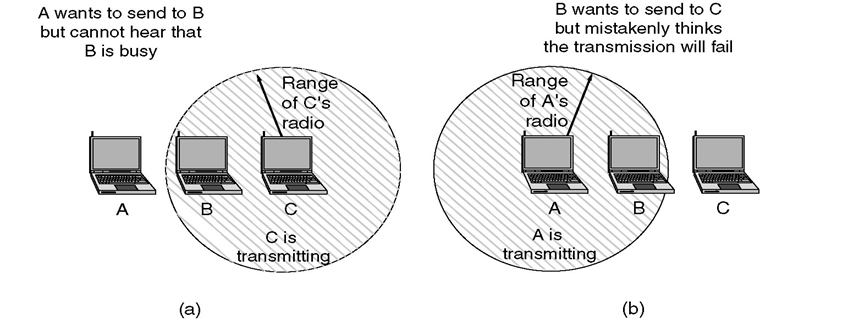 A wants to send to B
but cannot hear that
B is busy
Range
of C's
radio
A
B
C
C is
transmitting
(a)
B wants to send to C
but mistakenly thinks
the transmission will fail
Range
of A's
radio
A
B
C
A is
transmitting
(b)